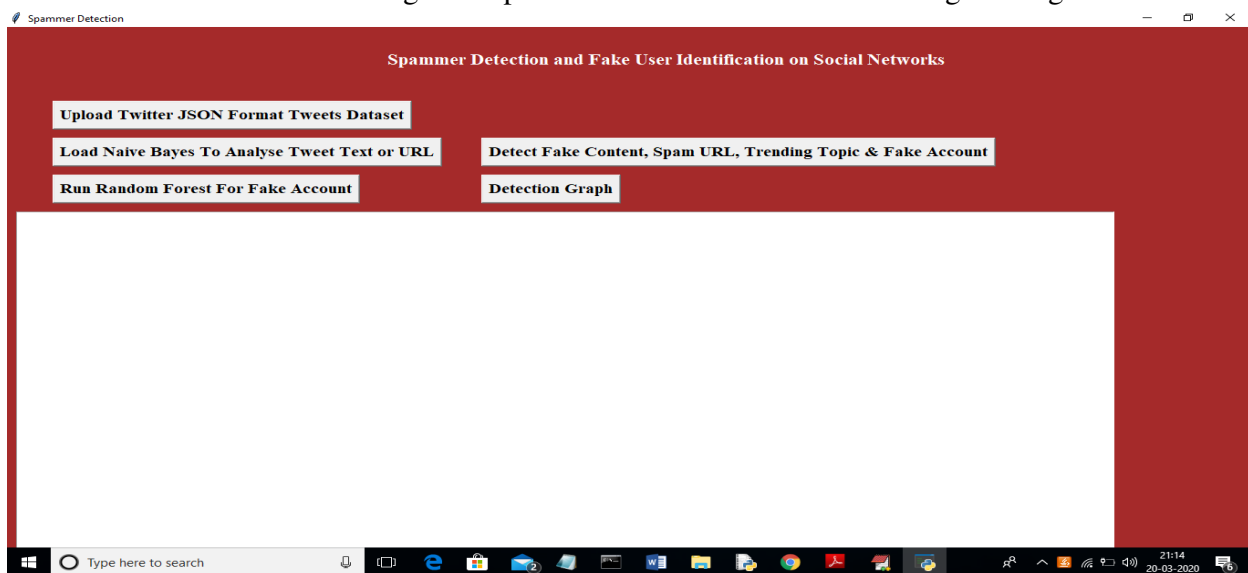 Spammer Detection
Spammer Detection and Fake User Identification on Social Networks
Upload Twitter JSON Format Tweets Dataset
Load Naive Bayes To Analyse Tweet Text or URL
Detect Fake Content, Spam URL, Trending Topic & Fake Account
Run Random Forest For Fake Account
Detection Graph
Type here to search
21:14
20-03-2020